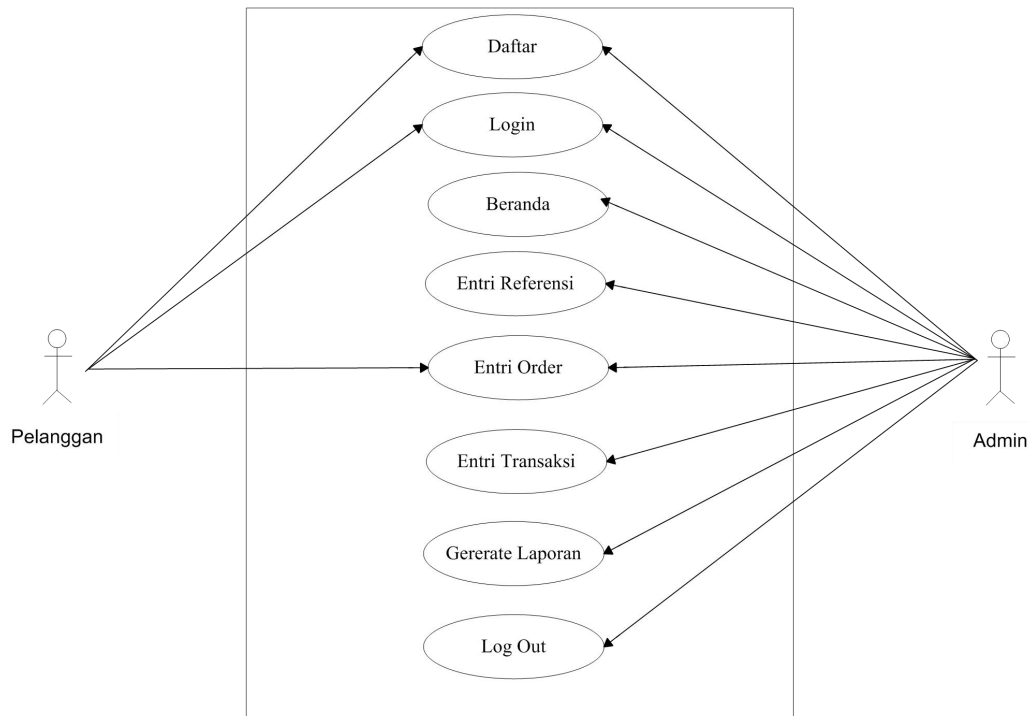 Daftar
Login
Beranda
Entri Referensi
Entri Order
Entri Transaksi
Gererate Laporan
Log Out
Pelanggan
Admin